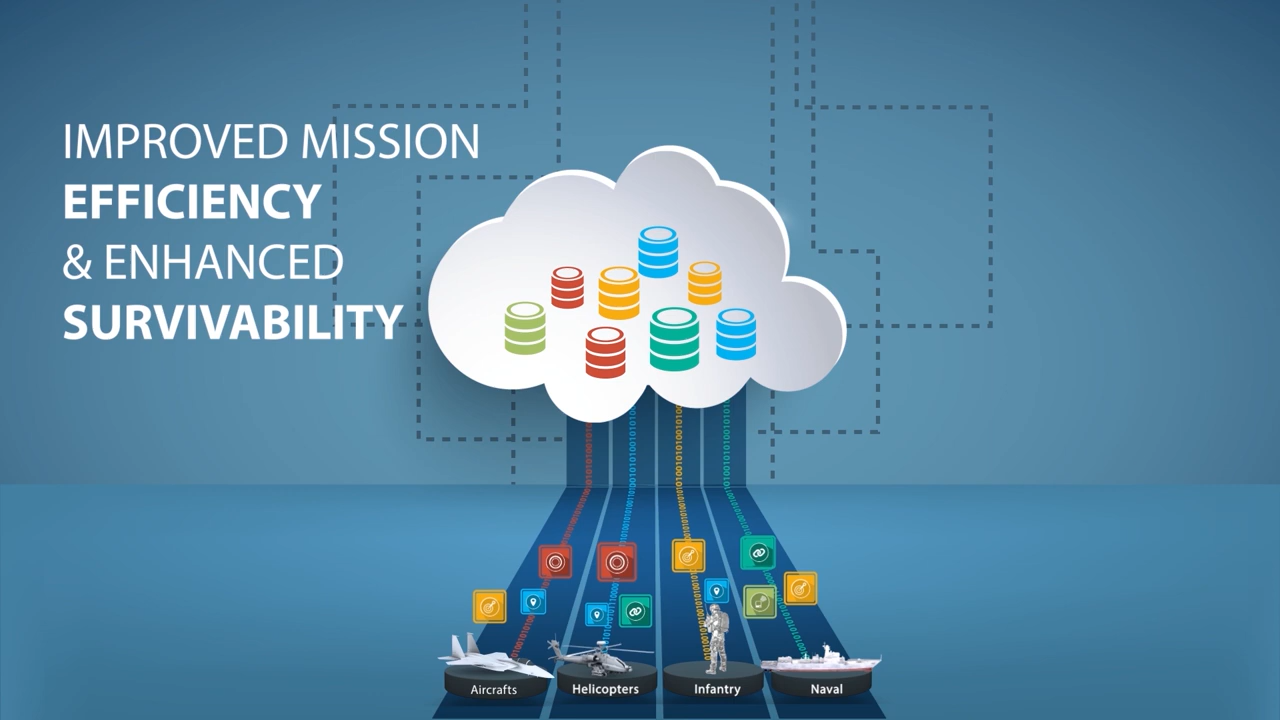 IMPROVED MISSION
EFFICIENCY
& ENHANCED
SURVIVABILITY
Aircrafts
Helicopters
Infantry
Naval